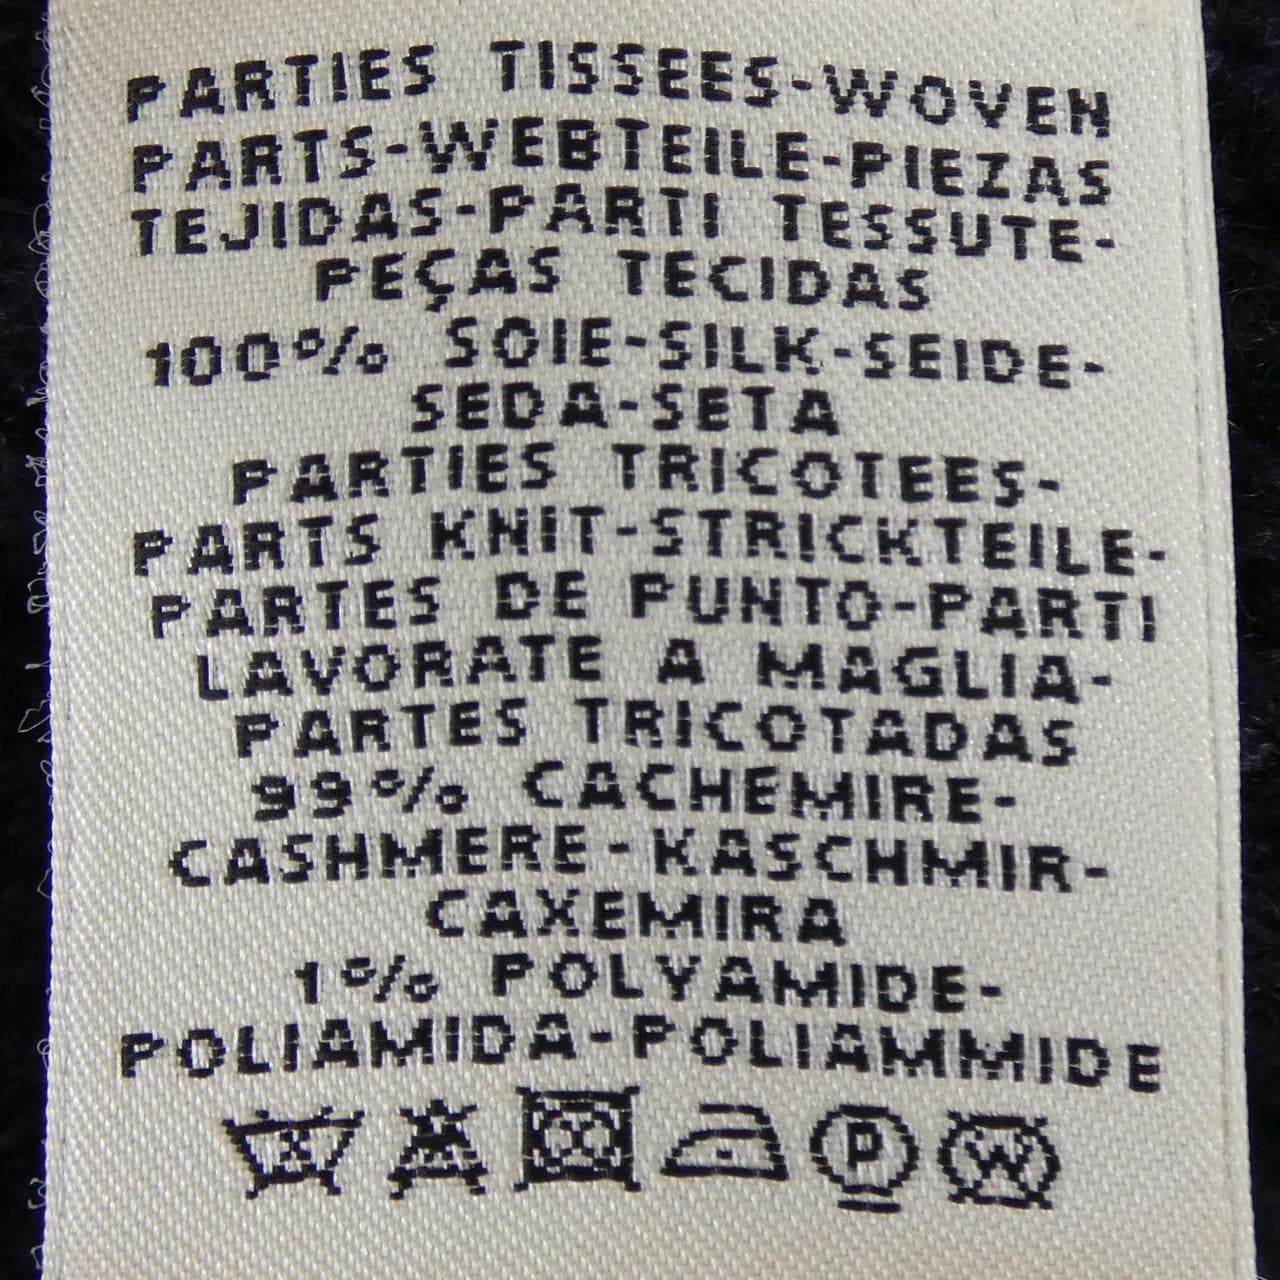 PARTIES TISSEES-WOVEN
PARTS-WEBTEILE-PIEZAS
TEJIDAS-PARTI TESSUTE-
PEÇAS TECIDAS
100% SOIE-SILK-SEIDE-
SEDA-SETA
PARTIES TRICOTEES-
PARTS KNIT-STRICKTEILE-
PARTES DE PUNTO-PARTI
LAVORATE A MAGLIA-
PARTES TRICOTADAS
99% CACHEMIRE-
CASHMERE-KASCHMIR-
CAXEMIRA
1% POLYAMIDE-
POLIAMIDA-POLIAMMIDE
P W